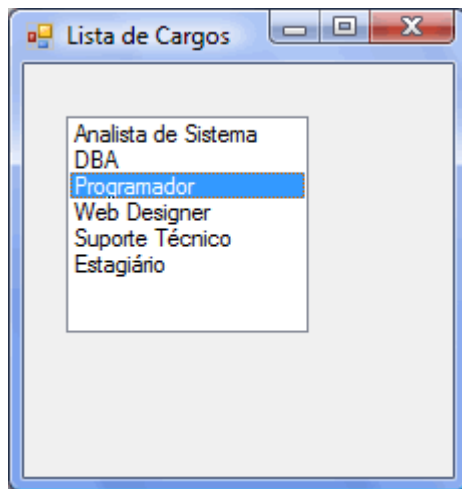 Lista de Cargos
Analista de Sistema
DBA
Programador
Web Designer
Suporte Técnico
Estagiário